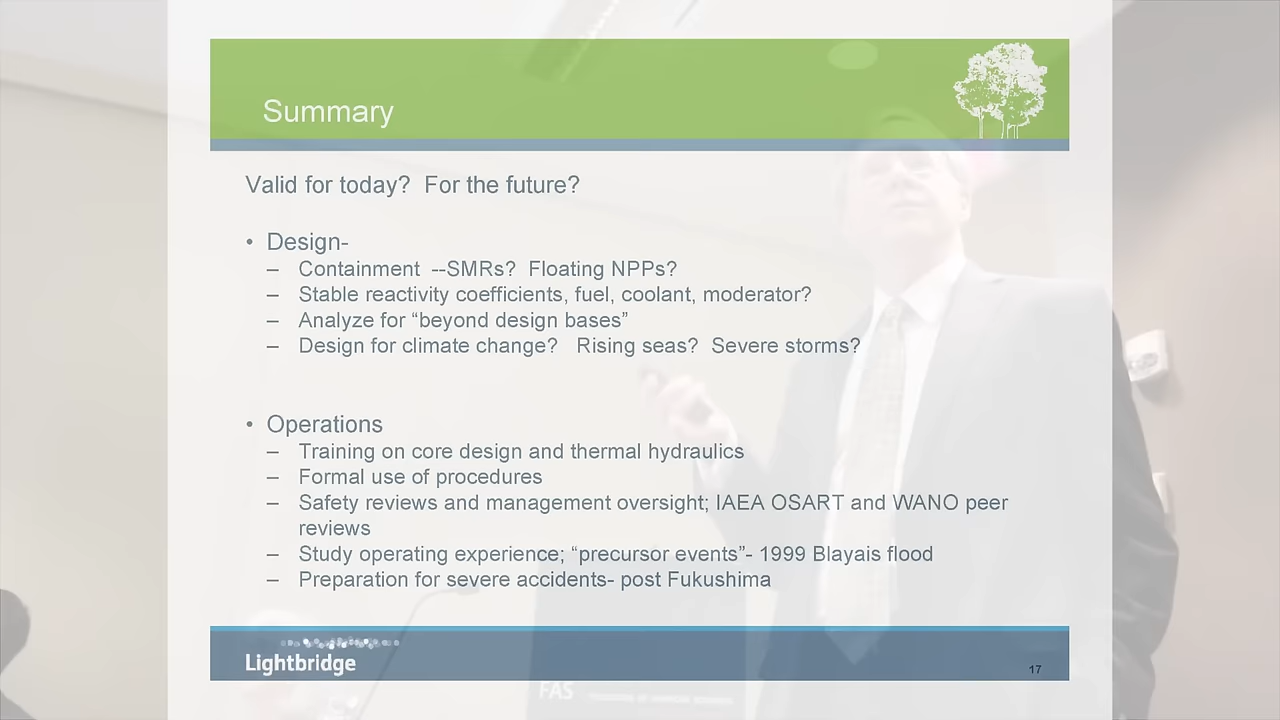 Summary
Valid for today? For the future?
• Design-
– Containment --SMRs? Floating NPPs?
– Stable reactivity coefficients, fuel, coolant, moderator?
– Analyze for “beyond design bases”
– Design for climate change? Rising seas? Severe storms?
• Operations
– Training on core design and thermal hydraulics
– Formal use of procedures
– Safety reviews and management oversight; IAEA OSART and WANO peer
reviews
– Study operating experience; “precursor events”- 1999 Blayais flood
– Preparation for severe accidents- post Fukushima
Lightbridge
17
FAS